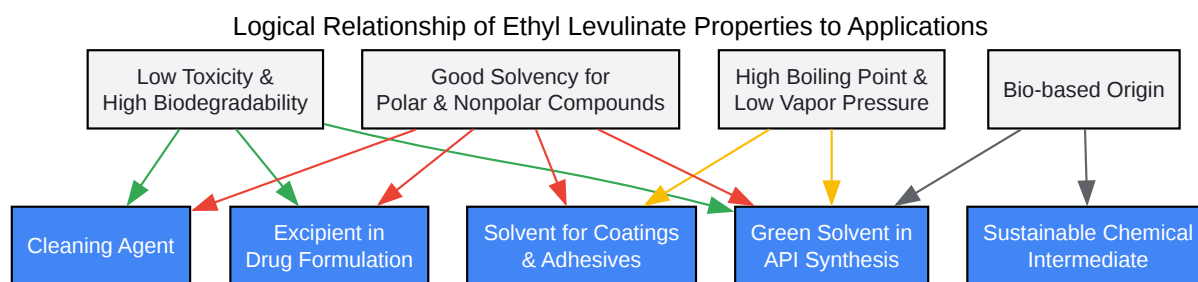 Logical Relationship of Ethyl Levulinate Properties to Applications
Low Toxicity &
High Biodegradability
Good Solvency for
Polar & Nonpolar Compounds
High Boiling Point &
Low Vapor Pressure
Bio-based Origin
Cleaning Agent
Excipient in
Drug Formulation
Solvent for Coatings
& Adhesives
Green Solvent in
API Synthesis
Sustainable Chemical
Intermediate